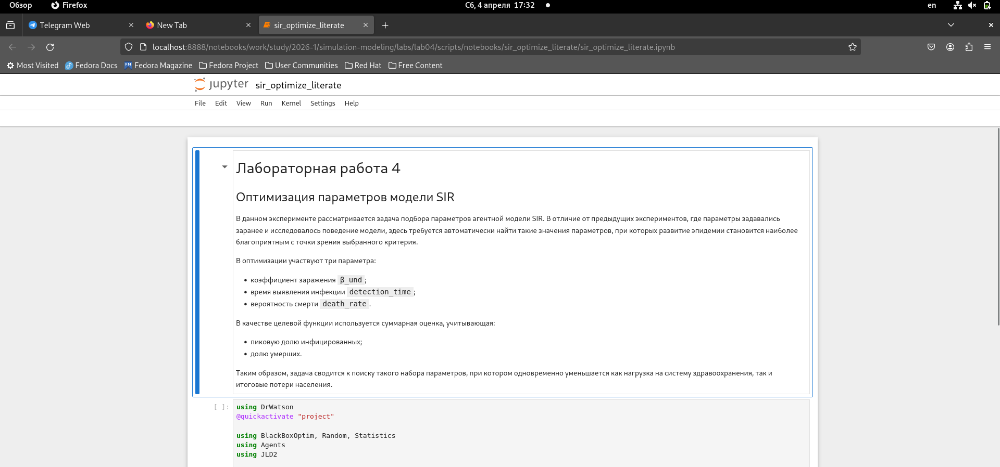 Обзор Firefox Сб, 4 апреля 17:32 en
Telegram Web New Tab sir_optimize_literate
localhost:8888/notebooks/work/study/2026-1/simulation-modeling/labs/lab04/scripts/notebooks/sir_optimize_literate/sir_optimize_literate.ipynb
Most Visited Fedora Docs FM Fedora Magazine Fedora Project User Communities Red Hat Free Content
jupyter sir_optimize_literate
File Edit View Run Kernel Settings Help
Лабораторная работа 4
Оптимизация параметров модели SIR
В данном эксперименте рассматривается задача подбора параметров агентной модели SIR. В отличие от предыдущих экспериментов, где параметры задавались
заранее и исследовалось поведение модели, здесь требуется автоматически найти такие значения параметров, при которых развитие эпидемии становится наиболее
благоприятным с точки зрения выбранного критерия.
В оптимизации участвуют три параметра:
• коэффициент заражения β_und;
• время выявления инфекции detection_time;
• вероятность смерти death_rate.
В качестве целевой функции используется суммарная оценка, учитывающая:
• пиковую долю инфицированных;
• долю умерших.
Таким образом, задача сводится к поиску такого набора параметров, при котором одновременно уменьшается как нагрузка на систему здравоохранения, так и
итоговые потери населения.
[ ]: using DrWatson
@quickactivate "project"
using BlackBoxOptim, Random, Statistics
using Agents
using JLD2